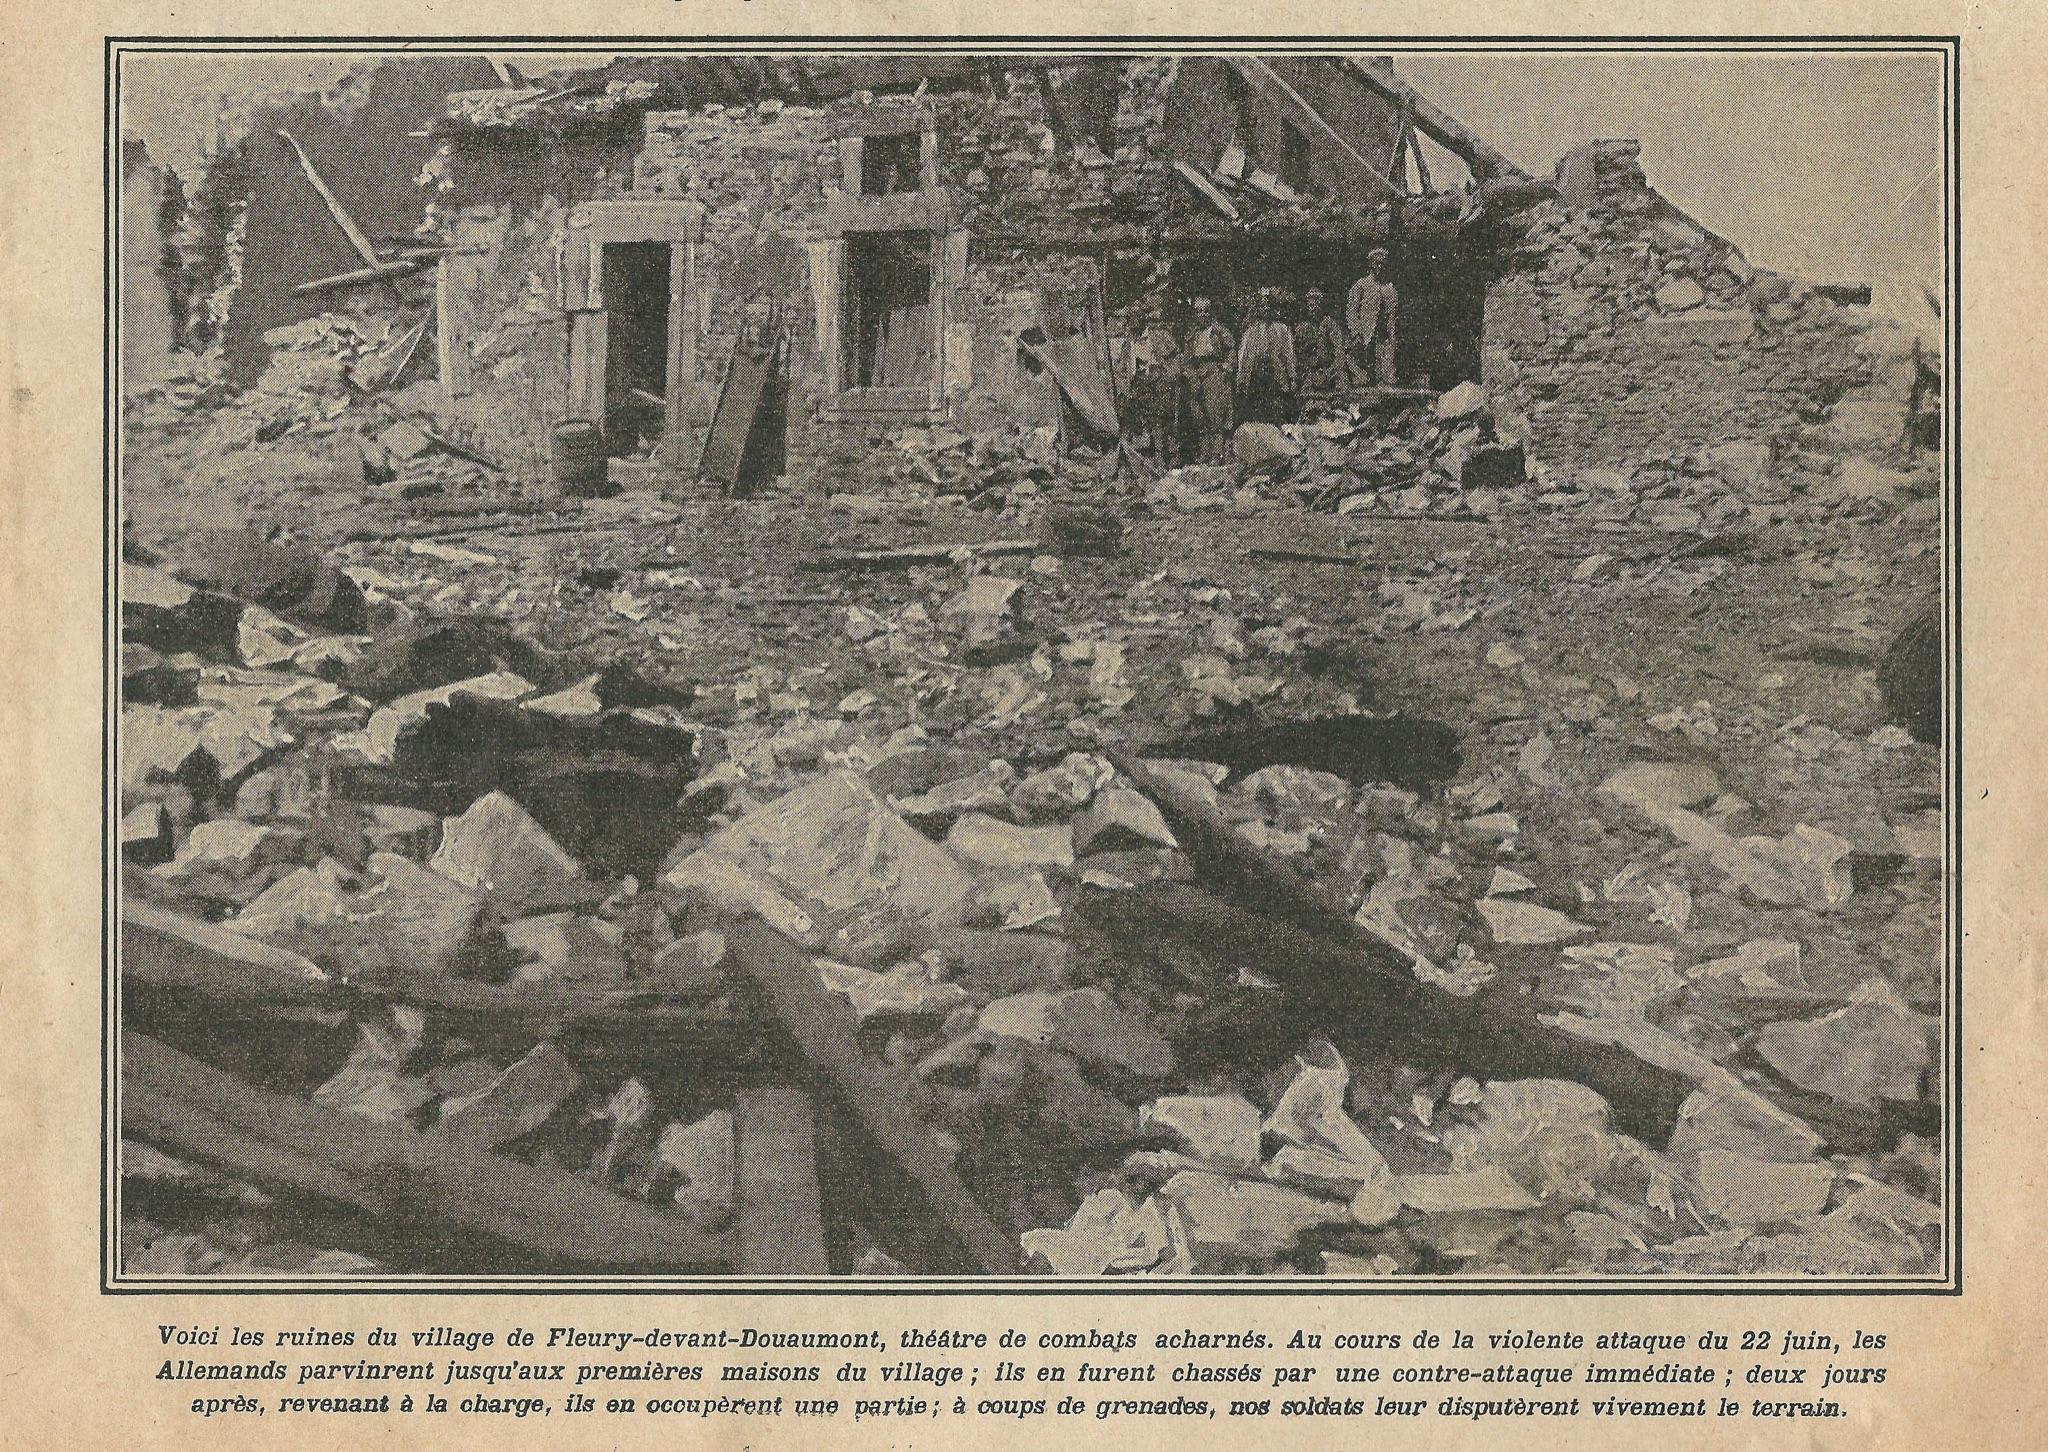 Voici les ruines du village de Fleury-devant-Douaumont, théâtre de combats acharnés. Au cours de la violente attaque du 22 juin, les
Allemands parvinrent jusqu'aux premières maisons du village ; ils en furent chassés par une contre-attaque immédiate ; deux jours
après, revenant à la charge, ils en occupèrent une partie ; à coups de grenades, nos soldats leur disputèrent vivement le terrain.